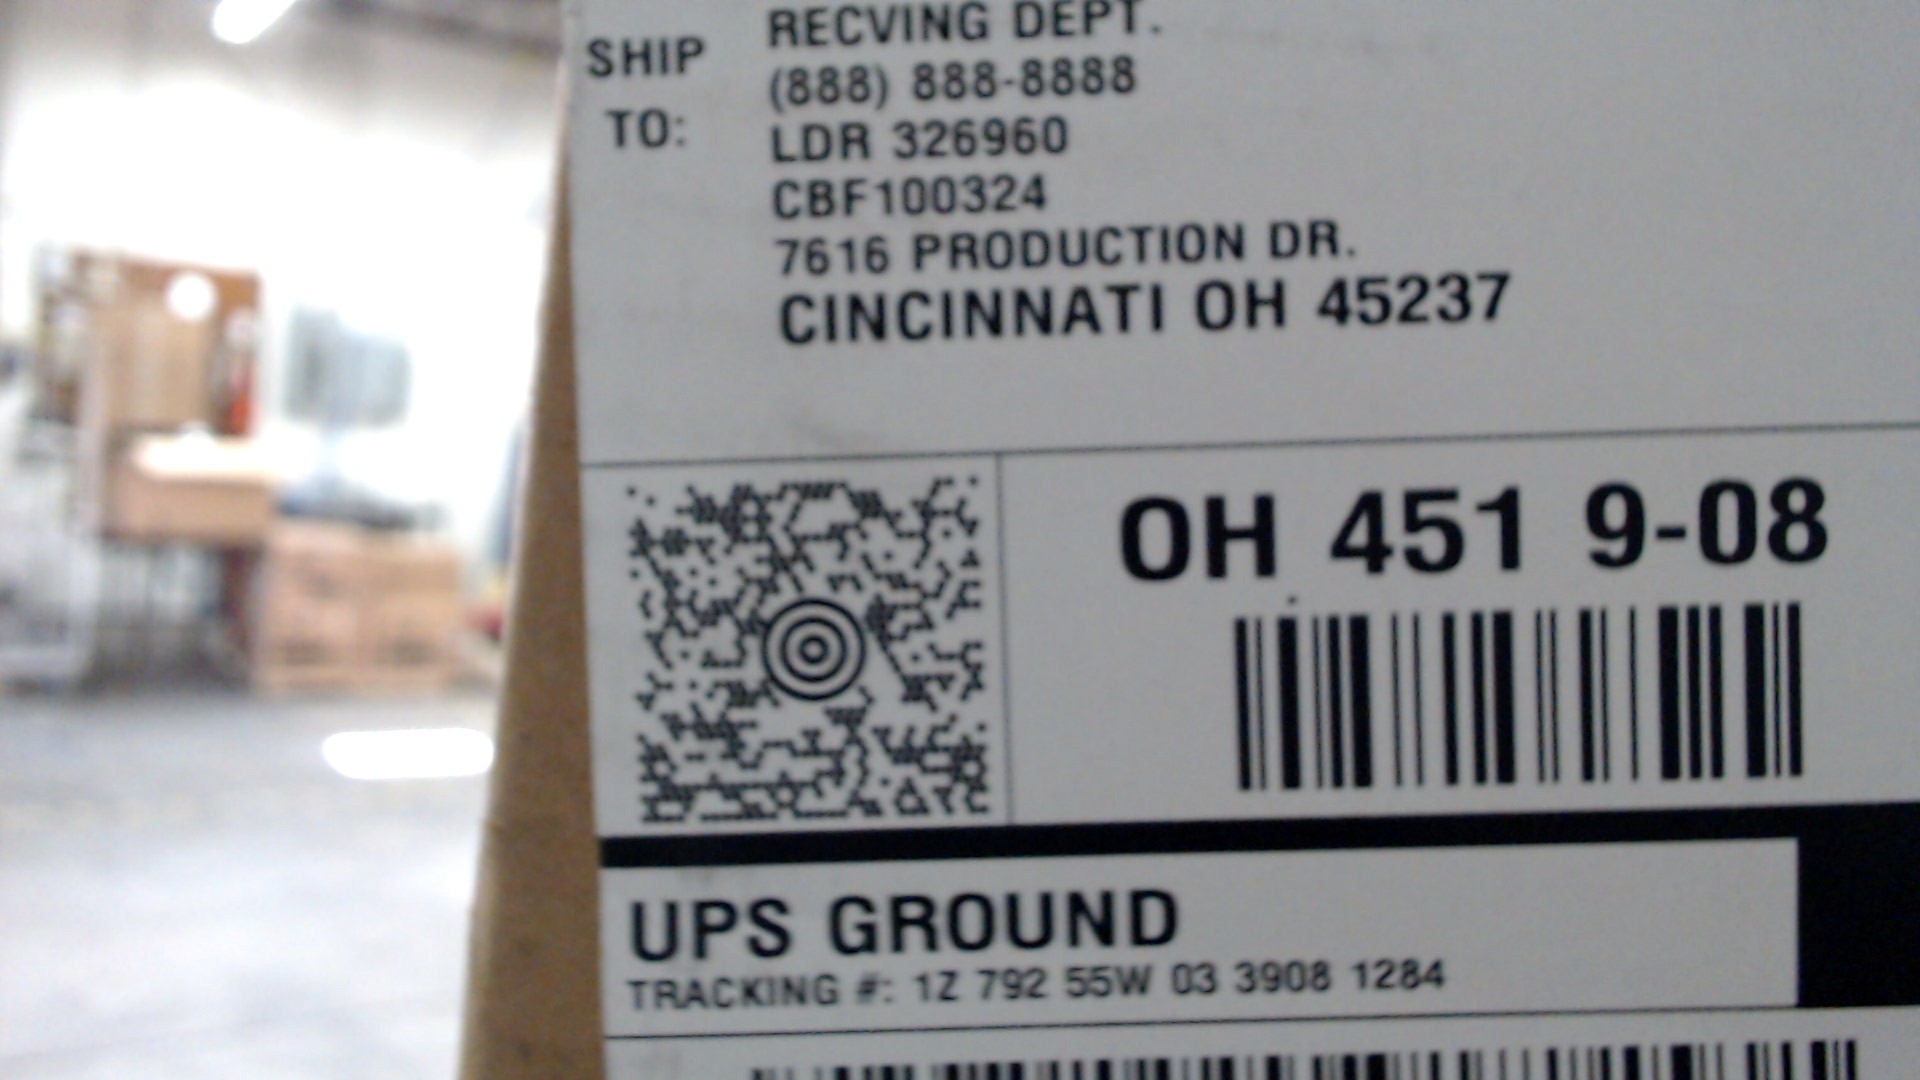 RECVING DEPT.
SHIP TO:
(888) 888-8888
LDR 326960
CBF100324
7616 PRODUCTION DR.
CINCINNATI OH 45237
OH 451 9-08
UPS GROUND
TRACKING #: 1Z 792 55W 03 3908 1284